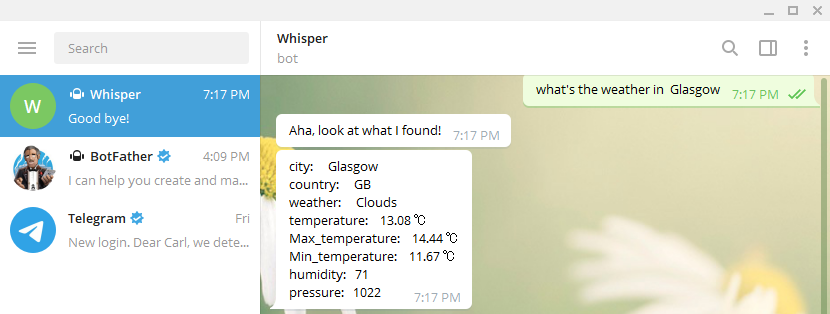 Search
W
Whisper 7:17 PM
Good bye!
BotFather 4:09 PM
I can help you create and ma...
Telegram Fri
New login. Dear Carl, we dete...
Whisper
bot
what's the weather in Glasgow 7:17 PM
Aha, look at what I found! 7:17 PM
city: Glasgow
country: GB
weather: Clouds
temperature: 13.08 ℃
Max_temperature: 14.44 ℃
Min_temperature: 11.67 ℃
humidity: 71
pressure: 1022 7:17 PM